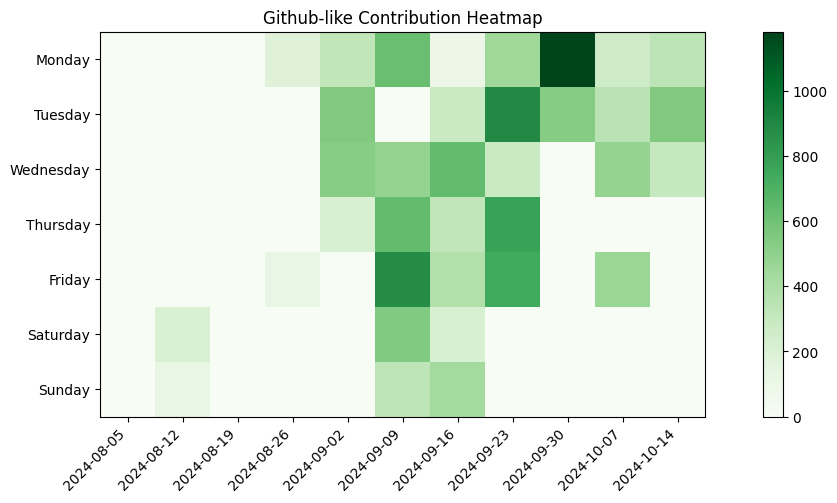 Github-like Contribution Heatmap
Monday
Tuesday
Wednesday
Thursday
Friday
Saturday
Sunday
2024-08-05
2024-08-12
2024-08-19
2024-08-26
2024-09-02
2024-09-09
2024-09-16
2024-09-23
2024-09-30
2024-10-07
2024-10-14
1000
800
600
400
200
0